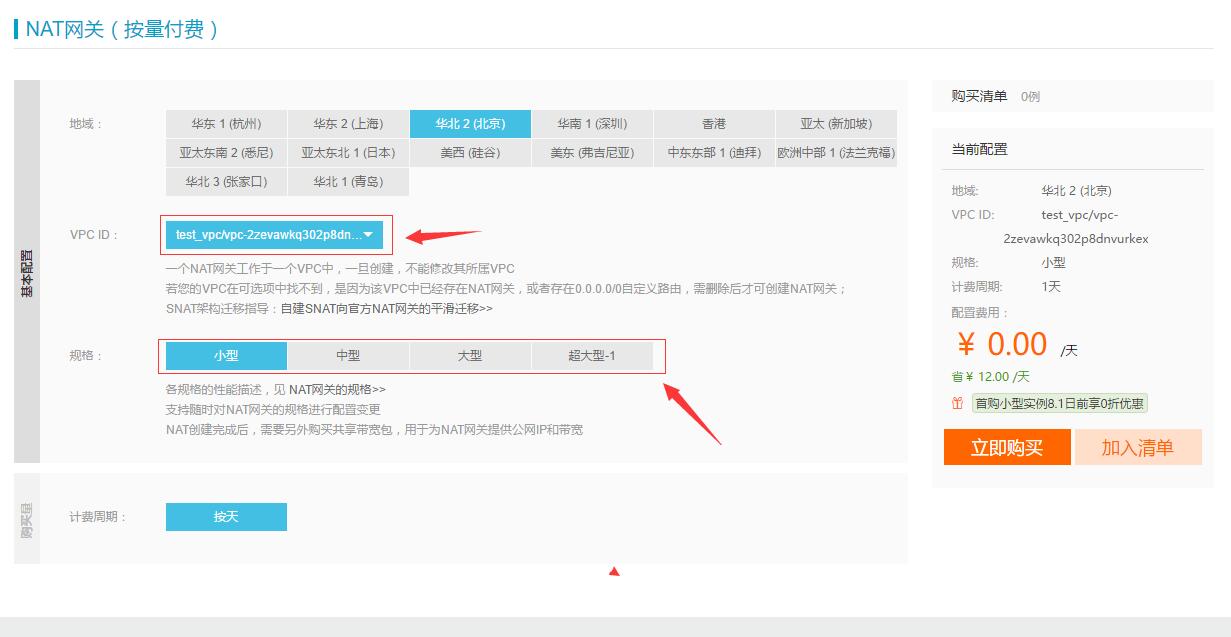 NAT网关（按量付费）
基本配置
地域：
华东 1 (杭州)
华东 2 (上海)
华北 2 (北京)
华南 1 (深圳)
香港
亚太 (新加坡)
亚太东南 2 (悉尼)
亚太东北 1 (日本)
美西 (硅谷)
美东 (弗吉尼亚)
中东东部 1 (迪拜)
欧洲中部 1 (法兰克福)
华北 3 (张家口)
华北 1 (青岛)
VPC ID：
test_vpc/vpc-2zevawkq302p8dn...
一个NAT网关工作于一个VPC中，一旦创建，不能修改其所属VPC
若您的VPC在可选项中找不到，是因为该VPC中已经存在NAT网关，或者存在0.0.0.0/0自定义路由，需删除后才可创建NAT网关；
SNAT架构迁移指导：自建SNAT向官方NAT网关的平滑迁移>>
规格：
小型
中型
大型
超大型-1
各规格的性能描述，见 NAT网关的规格>>
支持随时对NAT网关的规格进行配置变更
NAT创建完成后，需要另外购买共享带宽包，用于为NAT网关提供公网IP和带宽
购买量
计费周期：
按天
购买清单 0例
当前配置
地域: 华北 2 (北京)
VPC ID: test_vpc/vpc-
2zevawkq302p8dnvurkex
规格: 小型
计费周期: 1天
配置费用：
¥ 0.00 /天
省¥ 12.00 /天
首购小型实例8.1日前享0折优惠
立即购买
加入清单